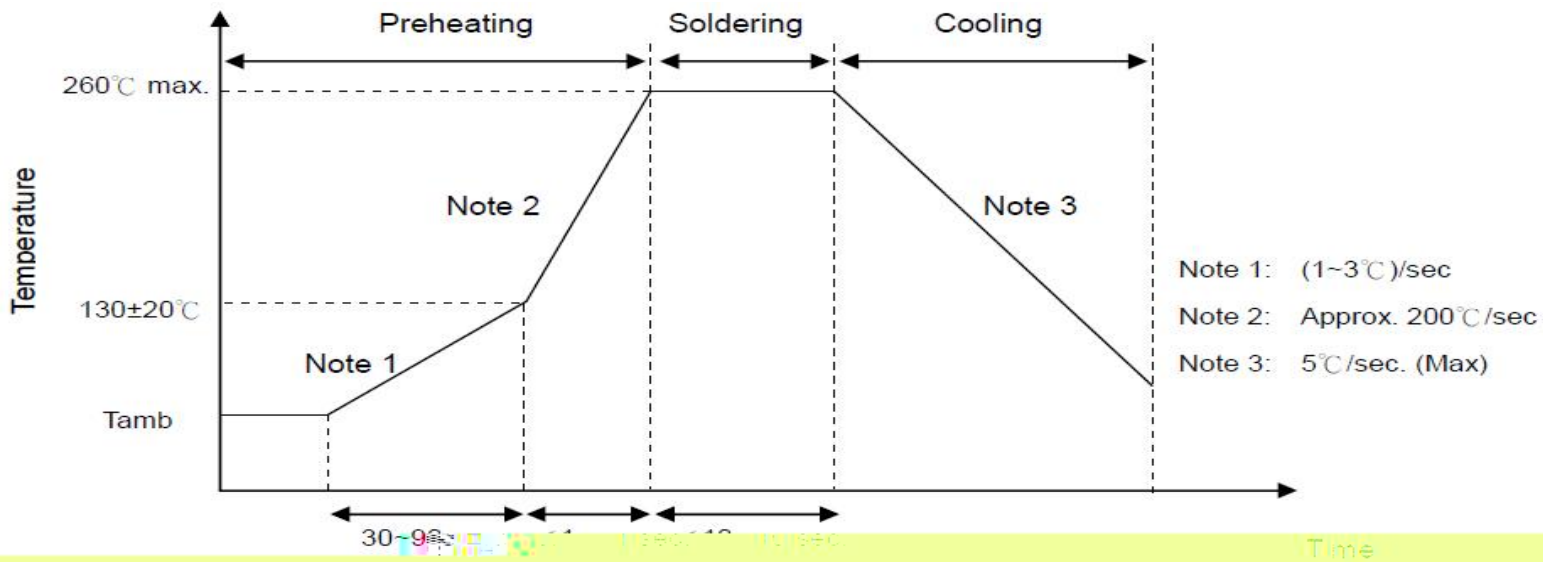 Preheating Soldering Cooling
260℃ max.
Temperature
Note 2 Note 3
130±20℃
Note 1
Tamb
Note 1: (1~3℃)/sec
Note 2: Approx. 200℃/sec
Note 3: 5℃/sec. (Max)
Time